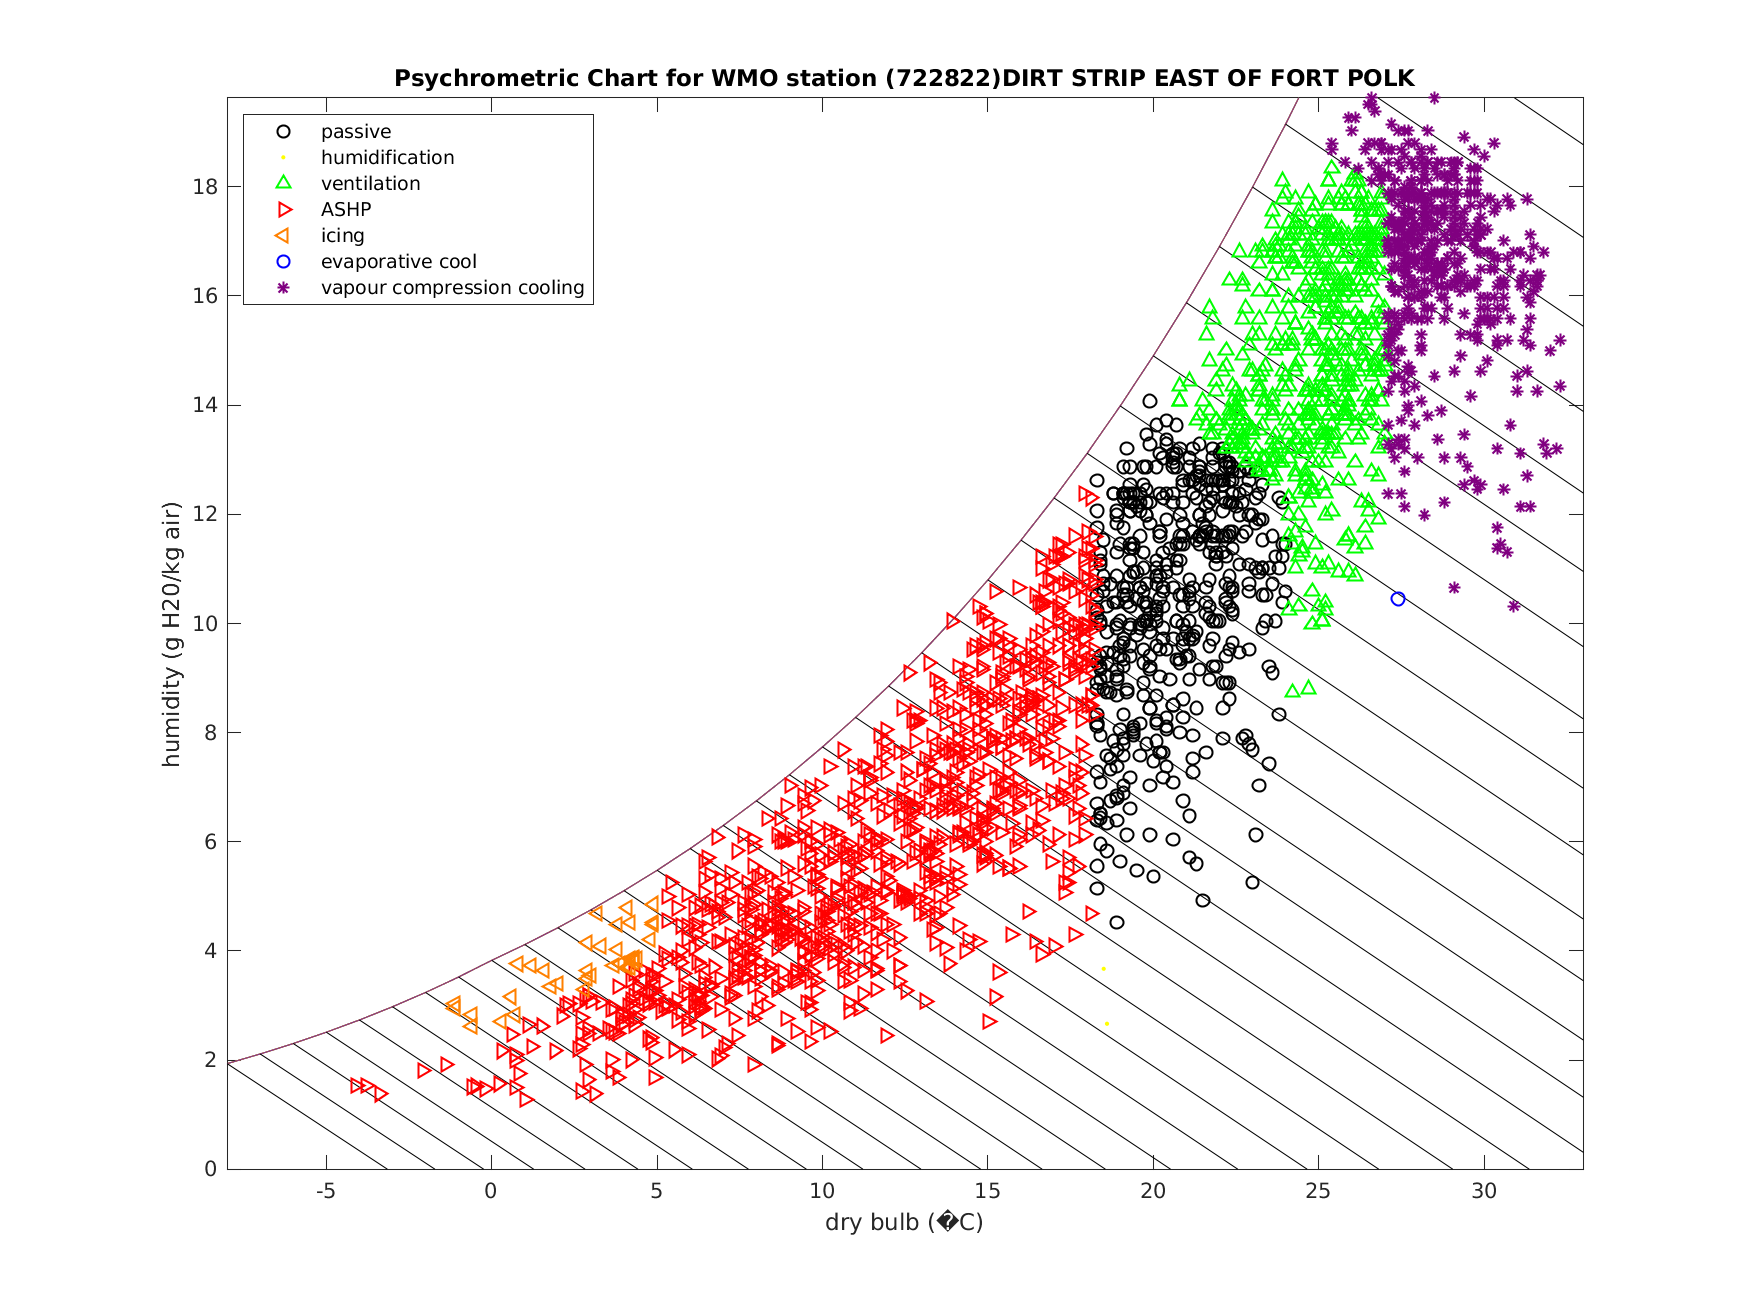 Psychrometric Chart for WMO station (722822)DIRT STRIP EAST OF FORT POLK
passive
humidification
ventilation
ASHP
icing
evaporative cool
vapour compression cooling
humidity (g H20/kg air)
18
16
14
12
10
8
6
4
2
0
-5 0 5 10 15 20 25 30
dry bulb (�C)